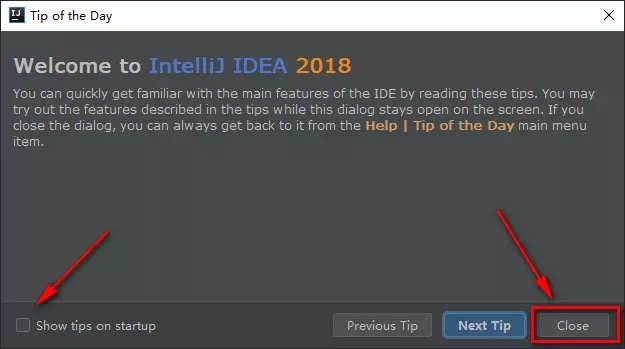 IJ
Tip of the Day
Welcome to IntelliJ IDEA 2018
You can quickly get familiar with the main features of the IDE by reading these tips. You may
try out the features described in the tips while this dialog stays open on the screen. If you
close the dialog, you can always get back to it from the Help | Tip of the Day main menu
item.
Show tips on startup
Previous Tip
Next Tip
Close